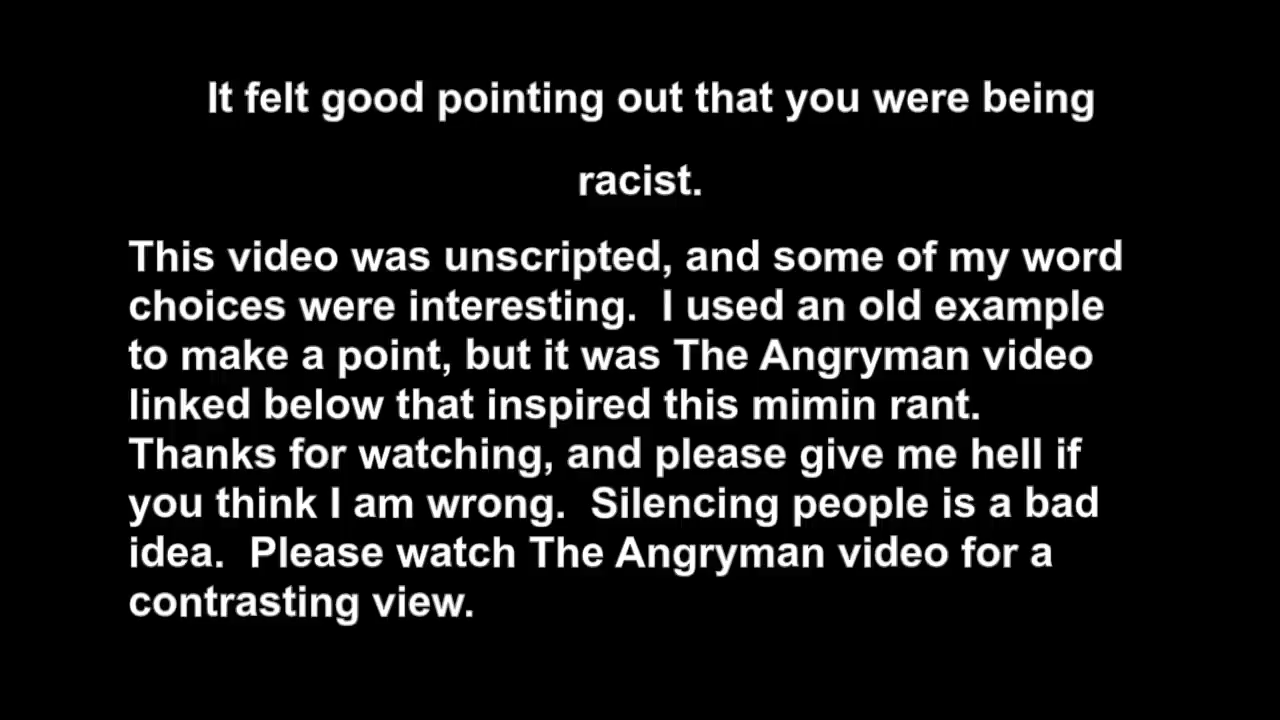 It felt good pointing out that you were being
racist.
This video was unscripted, and some of my word
choices were interesting.  I used an old example
to make a point, but it was The Angryman video
linked below that inspired this mimin rant.
Thanks for watching, and please give me hell if
you think I am wrong.  Silencing people is a bad
idea.  Please watch The Angryman video for a
contrasting view.